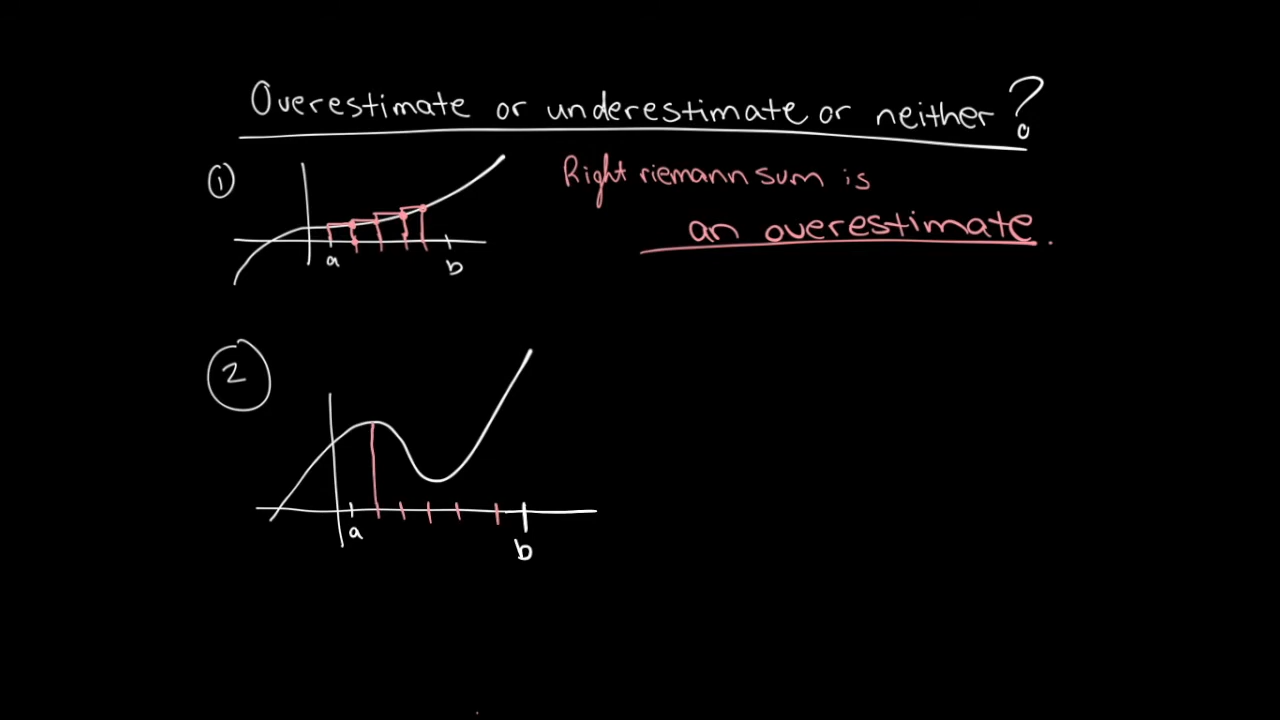 Overestimate or underestimate or neither?
①
Right riemann sum is
an overestimate.
a
b
②
a
b